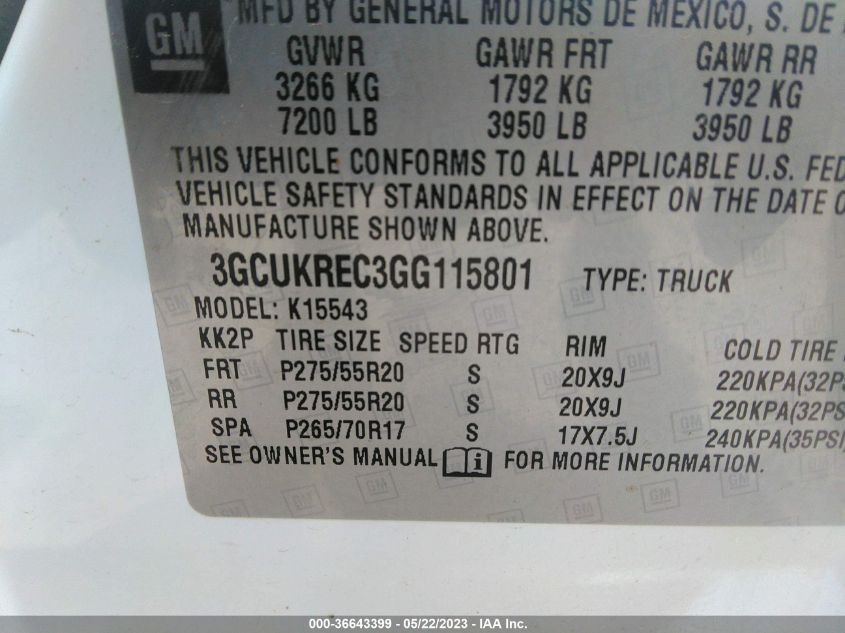 GM
MFD BY GENERAL MOTORS DE MEXICO, S. DE
GVWR GAWR FRT GAWR RR
3266 KG 1792 KG 1792 KG
7200 LB 3950 LB 3950 LB
THIS VEHICLE CONFORMS TO ALL APPLICABLE U.S. FED
VEHICLE SAFETY STANDARDS IN EFFECT ON THE DATE O
MANUFACTURE SHOWN ABOVE.
3GCUKREC3GG115801 TYPE: TRUCK
MODEL: K15543
KK2P TIRE SIZE SPEED RTG RIM COLD TIRE
FRT P275/55R20 S 20X9J 220KPA(32PS
RR P275/55R20 S 20X9J 220KPA(32PS
SPA P265/70R17 S 17X7.5J 240KPA(35PSI)
SEE OWNER'S MANUAL i FOR MORE INFORMATION.
000-36643399 - 05/22/2023 - IAA Inc.